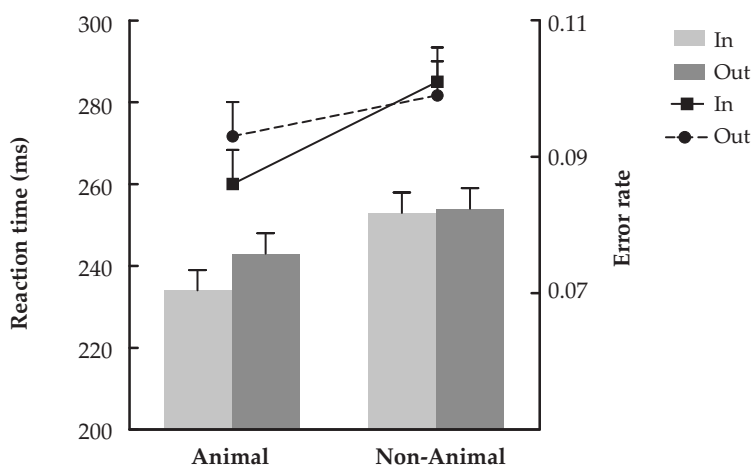 300
280
260
240
220
200
Reaction time (ms)
0.11
0.09
0.07
Error rate
Animal
Non-Animal
In
Out
In
Out